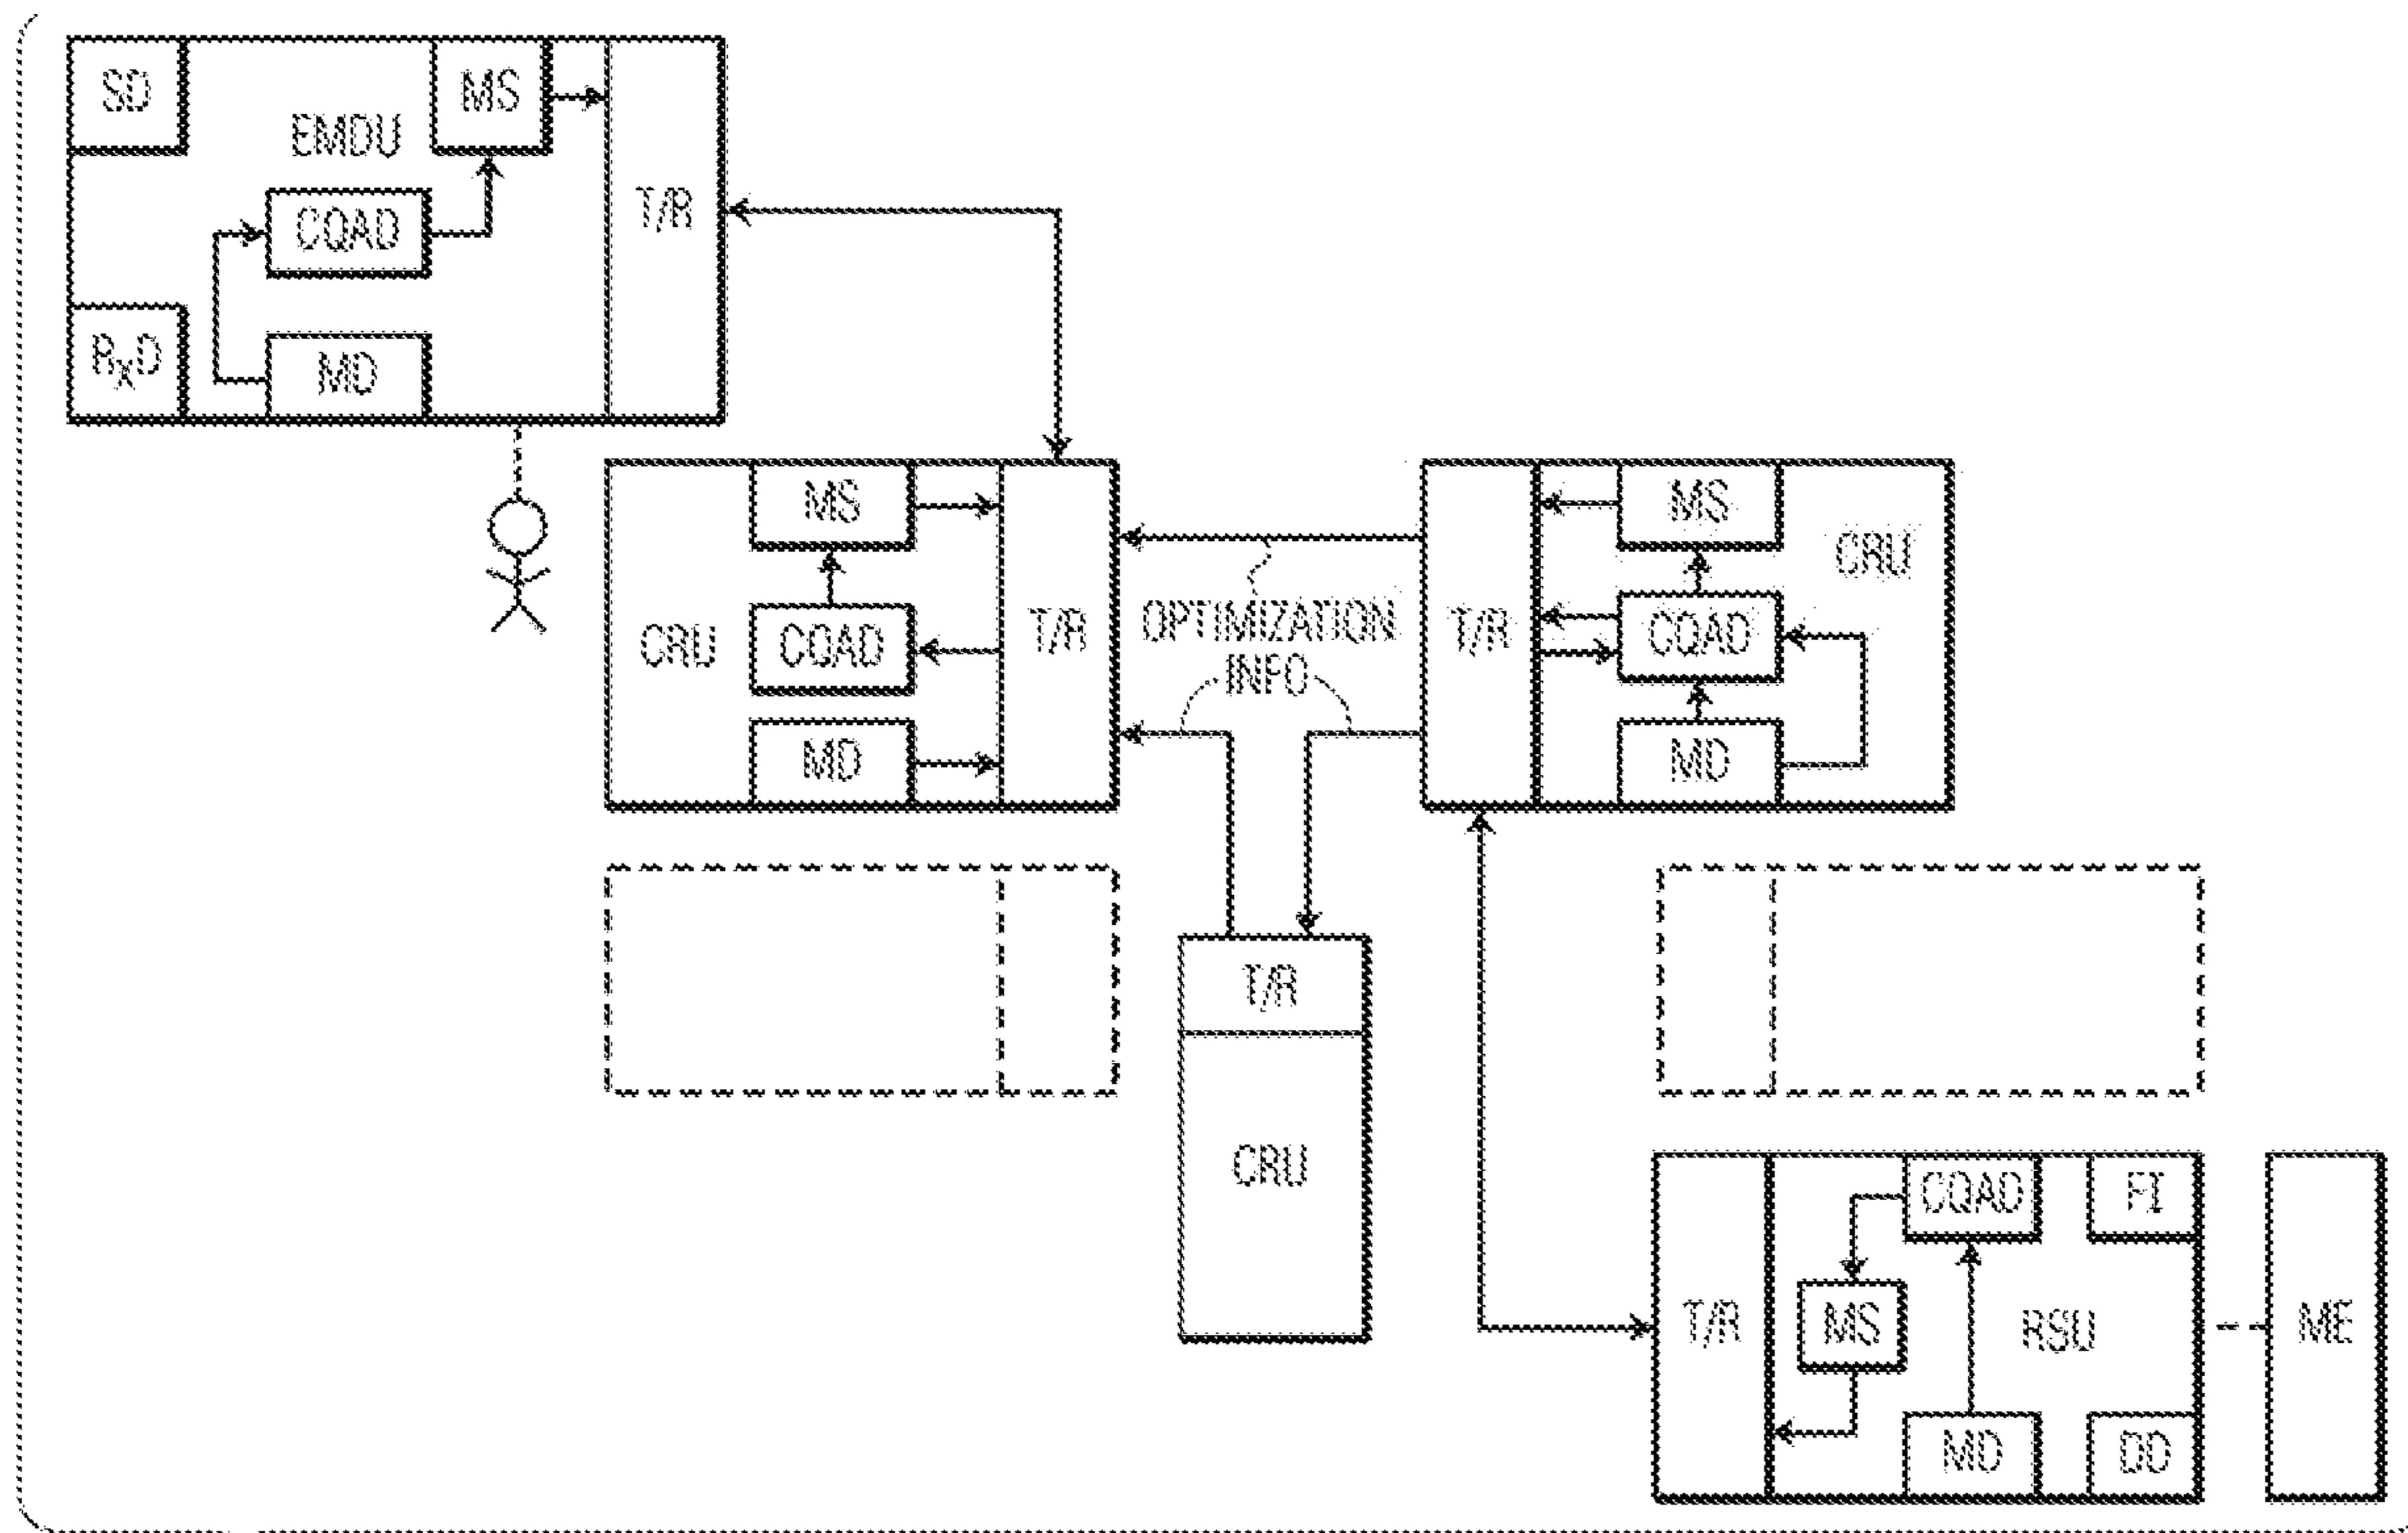 SD
EMDU
MS
T/R
CQAD
RXD
MD
CRU
MS
CQAD
MD
T/R
OPTIMIZATION
INFO
T/R
MS
CQAD
MD
CRU
T/R
CRU
T/R
CQAD
MS
MD
RSU
FI
DD
ME